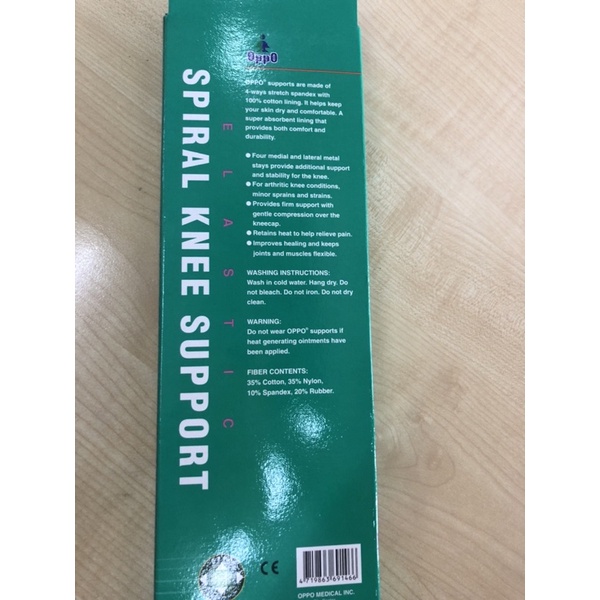 OppO
SPIRAL KNEE SUPPORT
ELASTIC
OPPO® supports are made of
4-ways stretch spandex with
100% cotton lining. It helps keep
your skin dry and comfortable. A
super absorbent lining that
provides both comfort and
durability.
● Four medial and lateral metal
stays provide additional support
and stability for the knee.
● For arthritic knee conditions,
minor sprains and strains.
● Provides firm support with
gentle compression over the
kneecap.
● Retains heat to help relieve pain.
● Improves healing and keeps
joints and muscles flexible.
WASHING INSTRUCTIONS:
Wash in cold water. Hang dry. Do
not bleach. Do not iron. Do not dry
clean.
WARNING:
Do not wear OPPO® supports if
heat generating ointments have
been applied.
FIBER CONTENTS:
35% Cotton, 35% Nylon,
10% Spandex, 20% Rubber.
CE
4 719863 691466
OPPO MEDICAL INC.